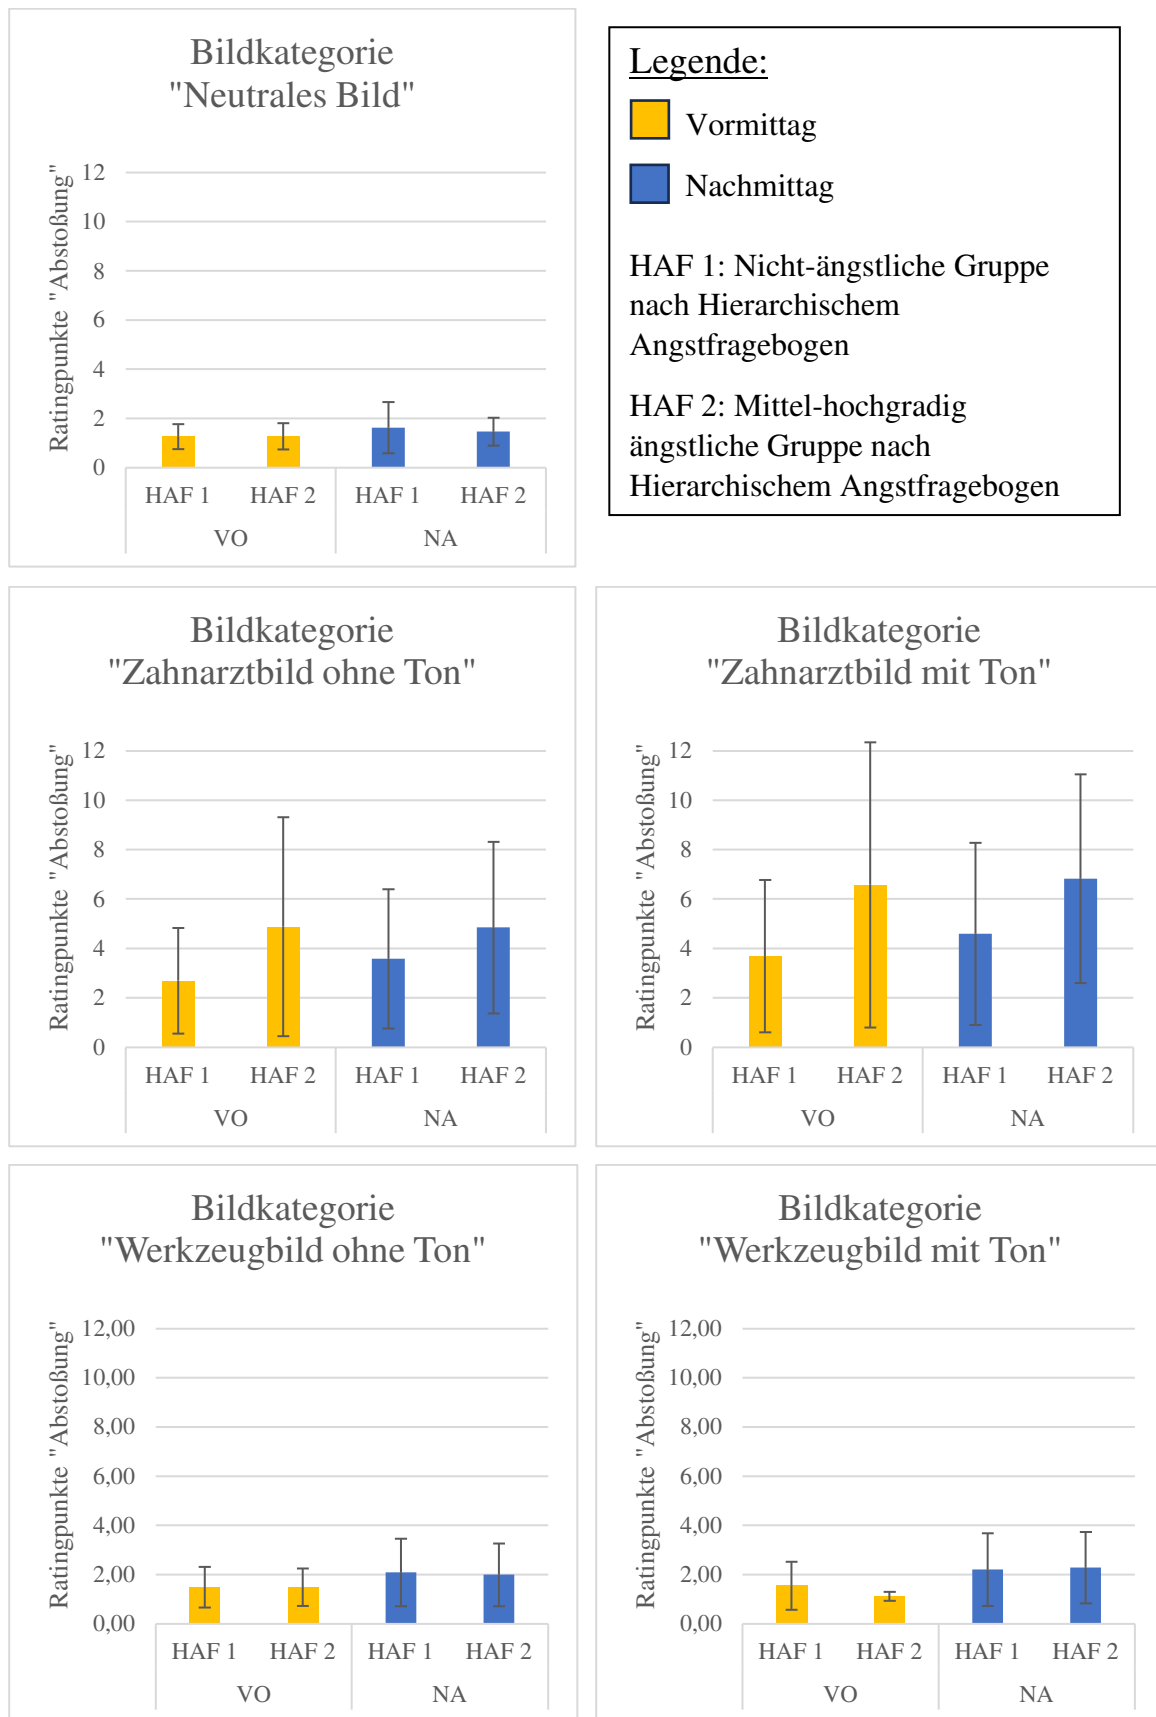 Bildkategorie
"Neutrales Bild"
Ratingpunkte "Abstoßung"
12
10
8
6
4
2
0
HAF 1 HAF 2 HAF 1 HAF 2
VO NA
Legende:
Vormittag
Nachmittag
HAF 1: Nicht-ängstliche Gruppe
nach Hierarchischem
Angstfragebogen
HAF 2: Mittel-hochgradig
ängstliche Gruppe nach
Hierarchischem Angstfragebogen
Bildkategorie
"Zahnarztbild ohne Ton"
Ratingpunkte "Abstoßung"
12
10
8
6
4
2
0
HAF 1 HAF 2 HAF 1 HAF 2
VO NA
Bildkategorie
"Zahnarztbild mit Ton"
Ratingpunkte "Abstoßung"
12
10
8
6
4
2
0
HAF 1 HAF 2 HAF 1 HAF 2
VO NA
Bildkategorie
"Werkzeugbild ohne Ton"
Ratingpunkte "Abstoßung"
12,00
10,00
8,00
6,00
4,00
2,00
0,00
HAF 1 HAF 2 HAF 1 HAF 2
VO NA
Bildkategorie
"Werkzeugbild mit Ton"
Ratingpunkte "Abstoßung"
12,00
10,00
8,00
6,00
4,00
2,00
0,00
HAF 1 HAF 2 HAF 1 HAF 2
VO NA